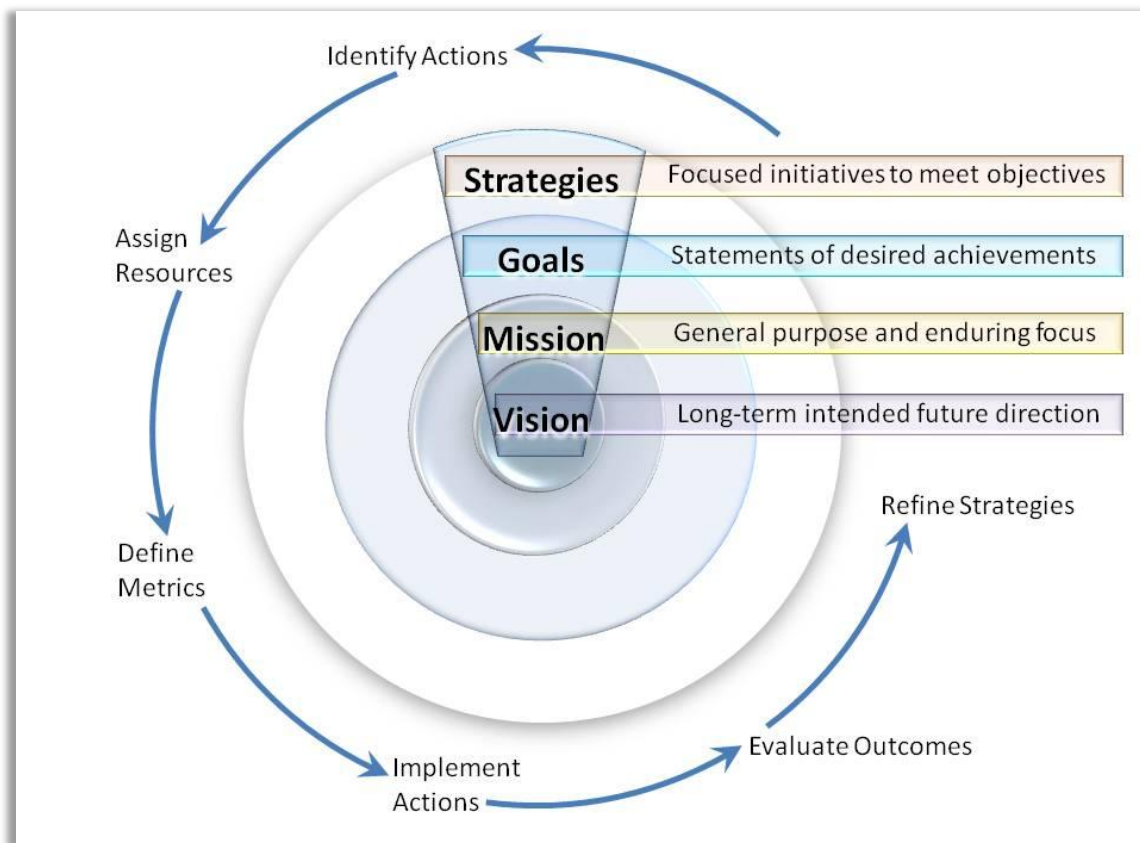 Identify Actions
Strategies
Focused initiatives to meet objectives
Goals
Statements of desired achievements
Mission
General purpose and enduring focus
Vision
Long-term intended future direction
Assign
Resources
Define
Metrics
Implement
Actions
Evaluate Outcomes
Refine Strategies